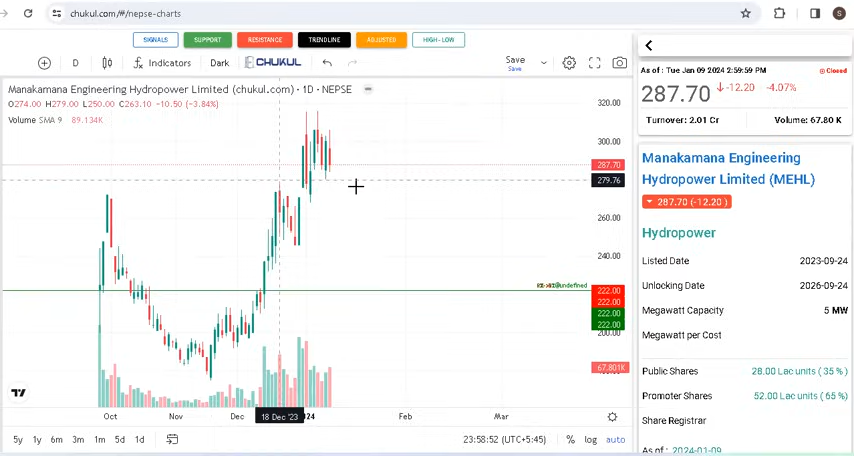 chukul.com/#/nepse-charts
S
SIGNALS SUPPORT RESISTANCE TRENDLINE ADJUSTED HIGH-LOW
D Indicators Dark CHUKUL Save
Save
Manakamana Engineering Hydropower Limited (chukul.com) · 1D · NEPSE
O274.00 H279.00 L250.00 C263.10 -10.50 (-3.84%)
Volume SMA 9 89.134K
320.00
300.00
287.70
279.76
260.00
240.00
222.00
222.00
222.00
222.00
67.801K
Oct Nov Dec 18 Dec '23 Feb Mar
5y 1y 6m 3m 1m 5d 1d 23:58:52 (UTC+5:45) % log auto
As of : Tue Jan 09 2024 2:59:59 PM Closed
287.70 -12.20 -4.07%
Turnover: 2.01 Cr Volume: 67.80 K
Manakamana Engineering
Hydropower Limited (MEHL)
287.70 (-12.20 )
Hydropower
Listed Date 2023-09-24
Unlocking Date 2026-09-24
Megawatt Capacity 5 MW
Megawatt per Cost
Public Shares 28.00 Lac units ( 35 % )
Promoter Shares 52.00 Lac units ( 65 % )
Share Registrar
As of : 2024-01-09